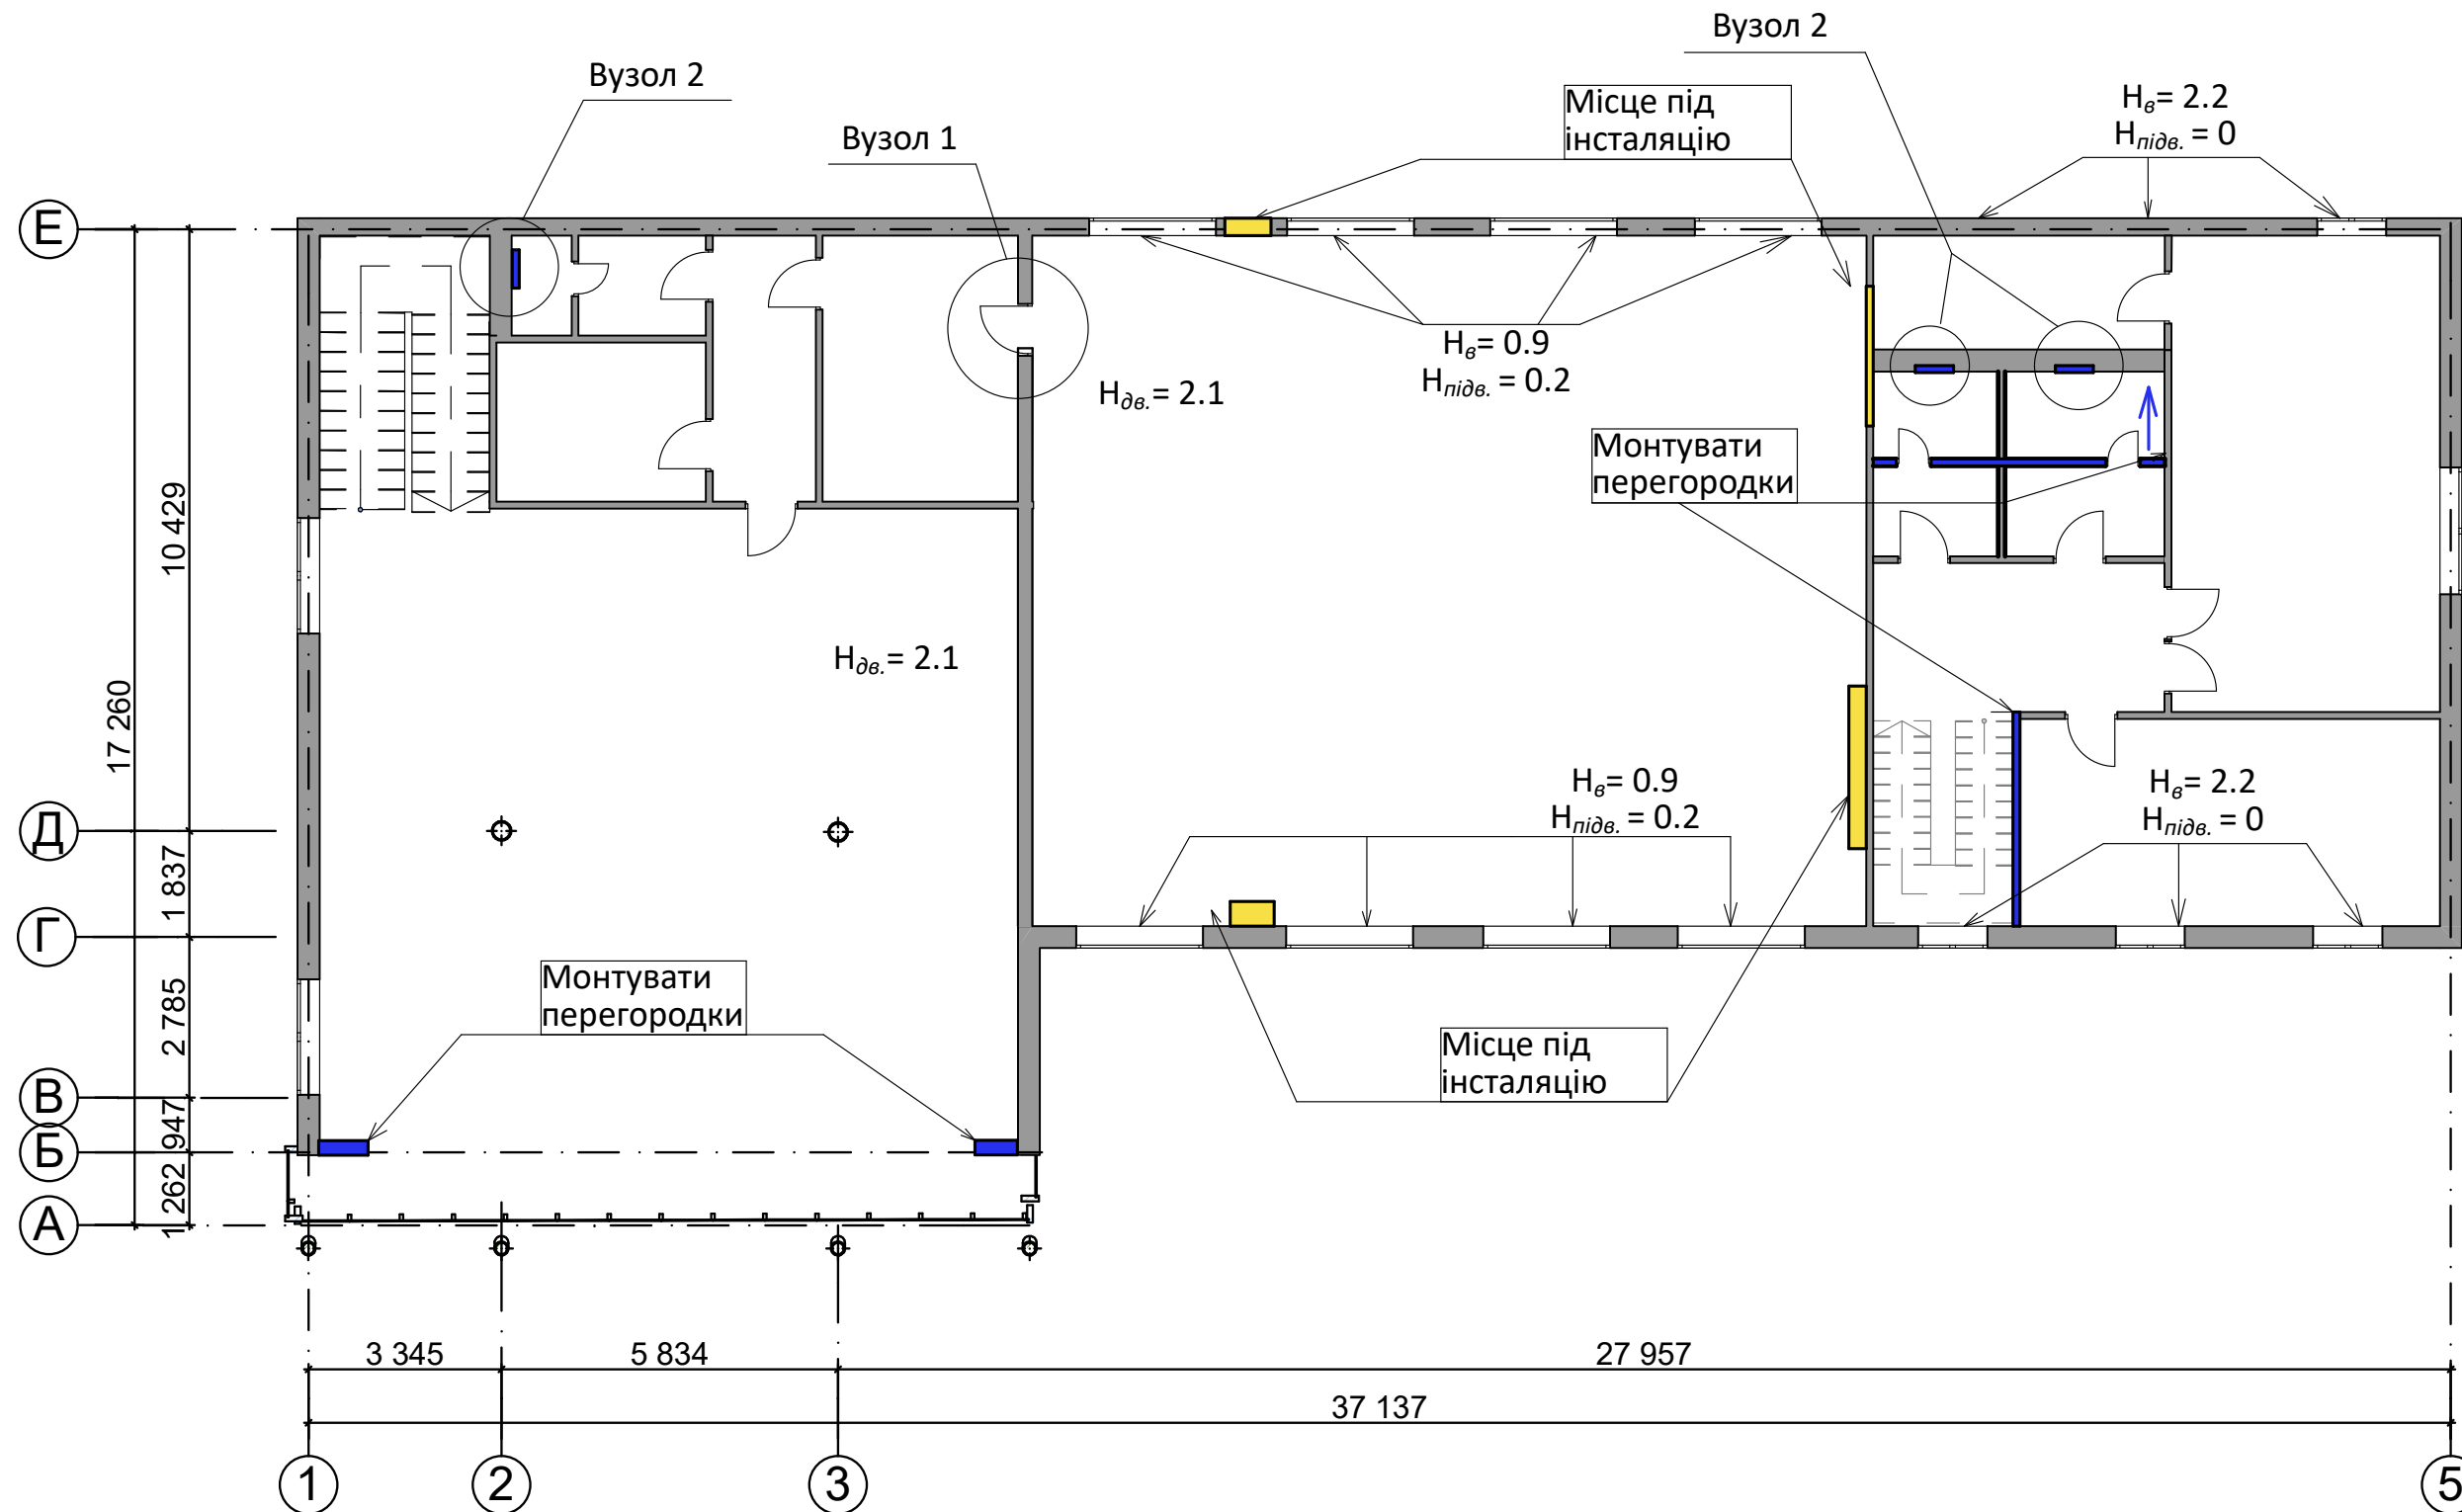 Вузол 2
Вузол 2
Вузол 1
Місце під
інсталяцію
Hв= 2.2
Hпідв. = 0
Е
Hв= 0.9
Hпідв. = 0.2
Hдв.= 2.1
Монтувати
перегородки
10 429
Hдв.= 2.1
17 260
Hв= 0.9
Hпідв. = 0.2
Hв= 2.2
Hпідв. = 0
Д
1 837
Г
Монтувати
перегородки
2 785
Місце під
інсталяцію
В
947
Б
1 262
А
3 345
5 834
27 957
37 137
1
2
3
5